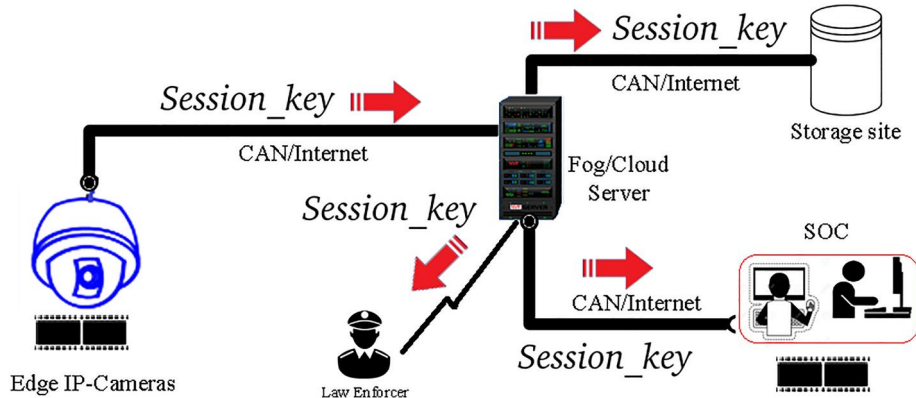 Session_key
CAN/Internet
Storage site
Session_key
CAN/Internet
Fog/Cloud
Server
Session_key
SOC
CAN/Internet
Session_key
Law Enforcer
Edge IP-Cameras